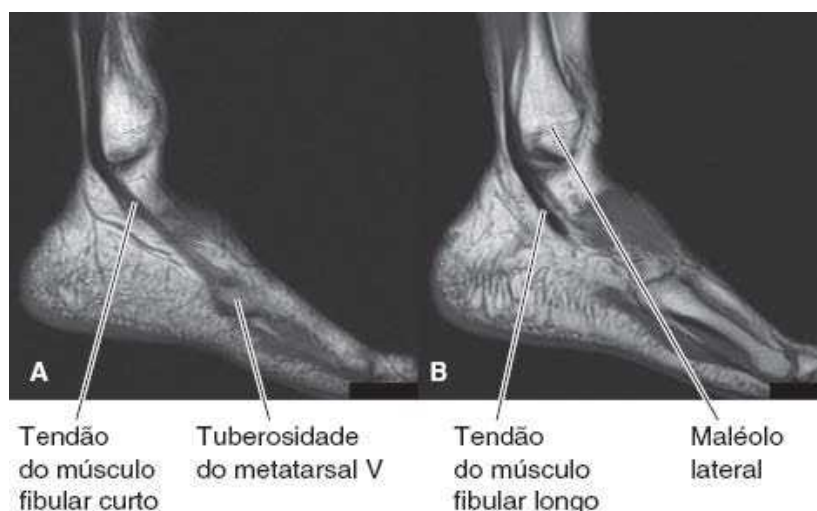 A
B
Tendão
do músculo
fibular curto
Tuberosidade
do metatarsal V
Tendão
do músculo
fibular longo
Maléolo
lateral